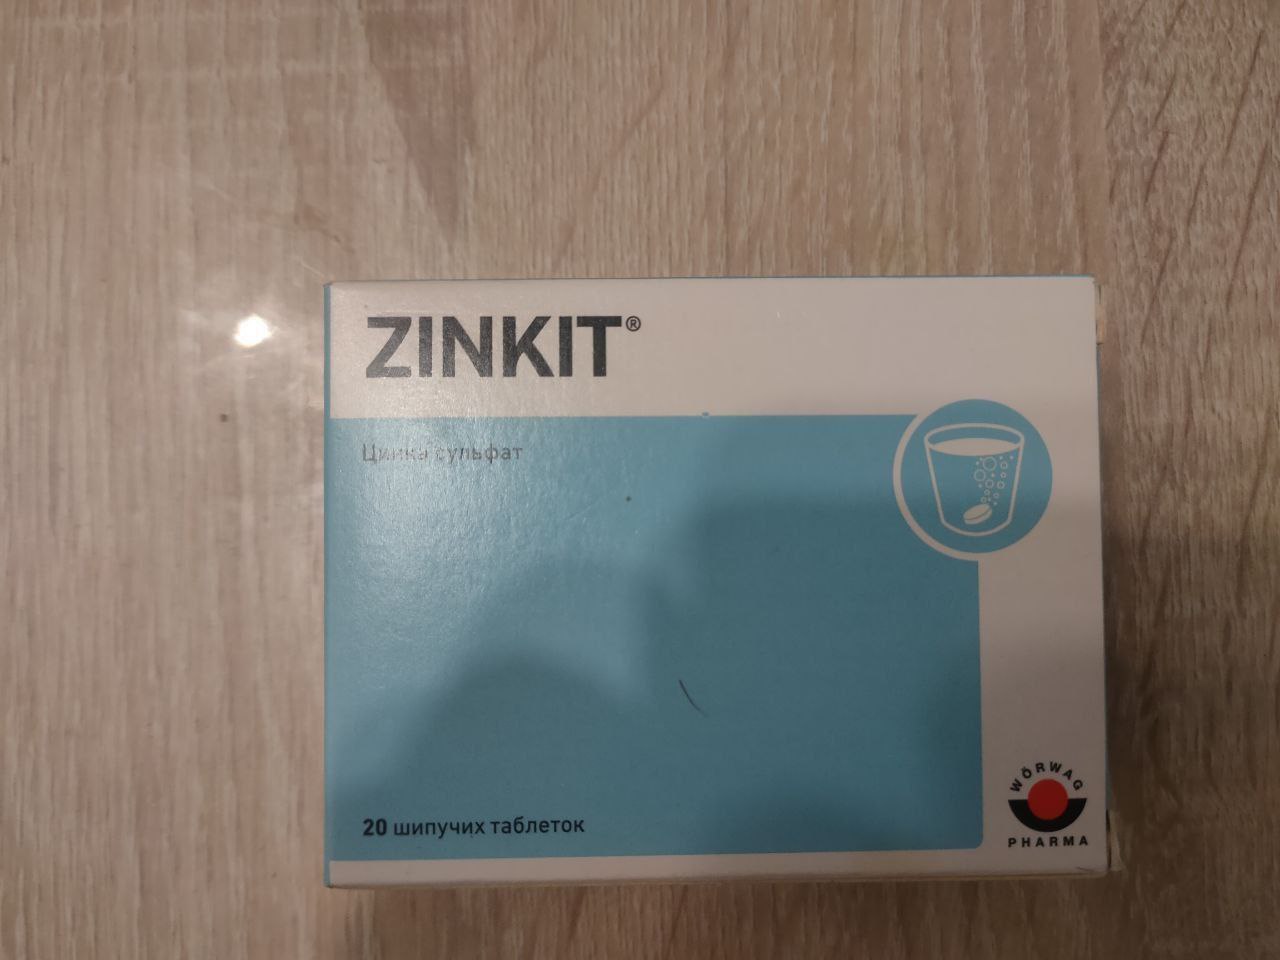 ZINKIT®
Цинка сульфат
20 шипучих таблеток
WÖRWAG
PHARMA